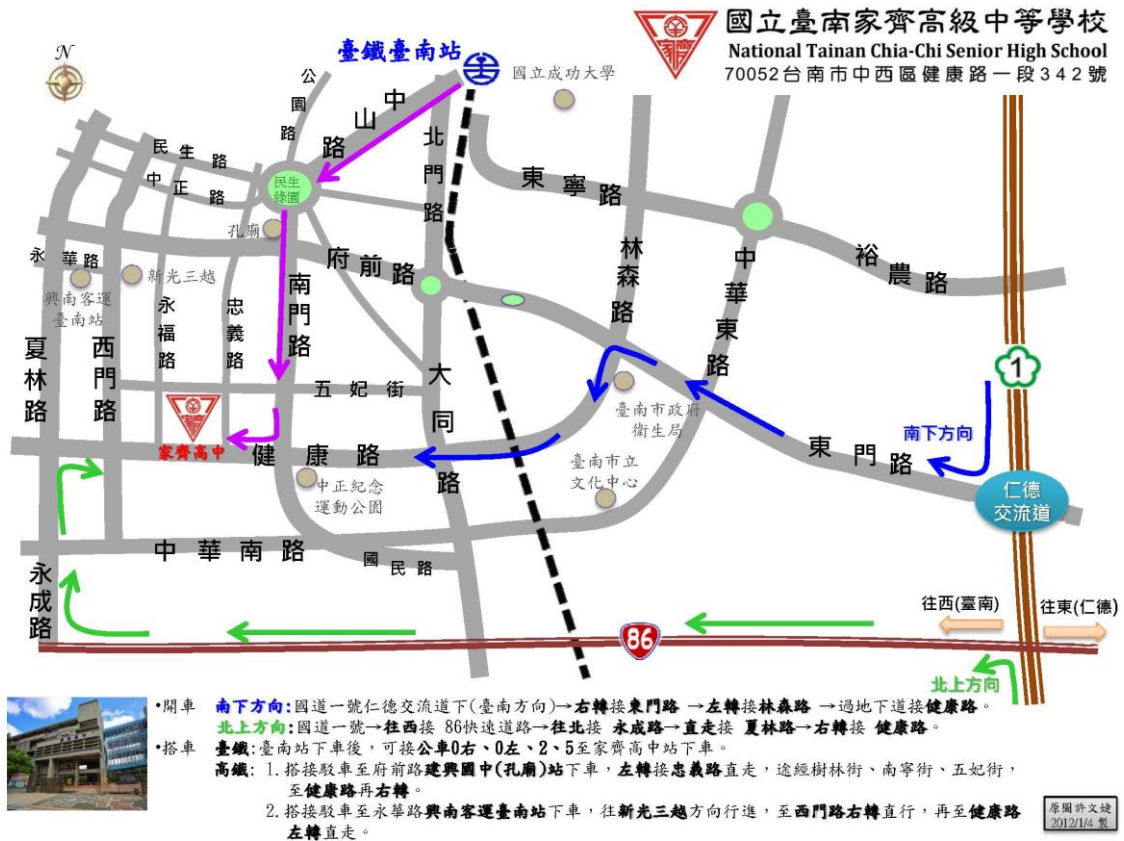 國立臺南家齊高級中等學校
National Tainan Chia-Chi Senior High School
70052台南市中西區健康路一段342號
家齊
N
臺鐵臺南站
國立成功大學
公園路
中山路
北門路
民生路
中正路
民生綠園
東寧路
孔廟
府前路
林森路
中華東路
裕農路
永華路
新光三越
興南客運
臺南站
南門路
永福路
忠義路
夏林路
西門路
五妃街
大同路
1
臺南市政府
衛生局
南下方向
東門路
家齊
家齊高中
健康路
中正紀念
運動公園
臺南市立
文化中心
仁德
交流道
中華南路
國民路
永成路
往西(臺南)
往東(仁德)
86
北上方向
•開車 南下方向:國道一號仁德交流道下(臺南方向)→右轉接東門路 →左轉接林森路 →過地下道接健康路。
北上方向:國道一號→往西接 86快速道路→往北接 永成路→直走接 夏林路→右轉接 健康路。
•搭車 臺鐵:臺南站下車後,可接公車0右、0左、2、5至家齊高中站下車。
高鐵: 1.搭接駁車至府前路建興國中(孔廟)站下車,左轉接忠義路直走,途經樹林街、南寧街、五妃街,
至健康路再右轉。
2.搭接駁車至永華路興南客運臺南站下車,往新光三越方向行進,至西門路右轉直行,再至健康路
左轉直走。
2012/1/4 製